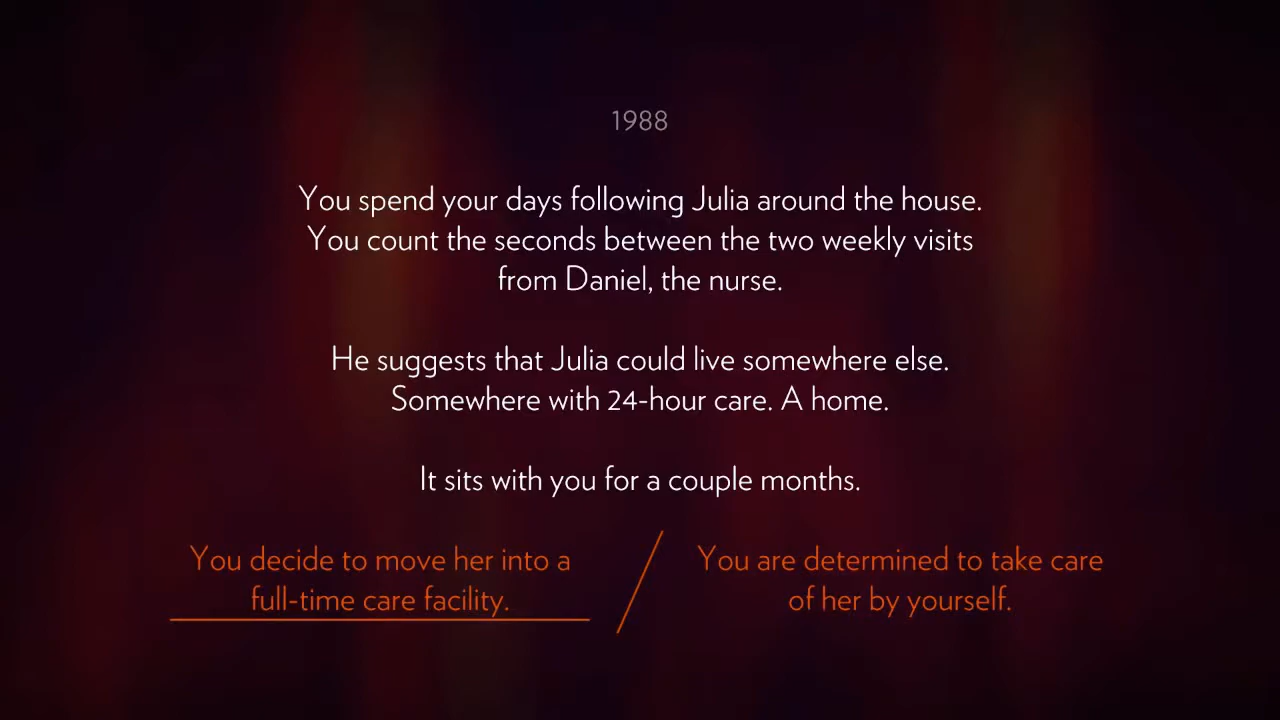 1988
You spend your days following Julia around the house.
You count the seconds between the two weekly visits
from Daniel, the nurse.
He suggests that Julia could live somewhere else.
Somewhere with 24-hour care. A home.
It sits with you for a couple months.
You decide to move her into a
full-time care facility.
You are determined to take care
of her by yourself.